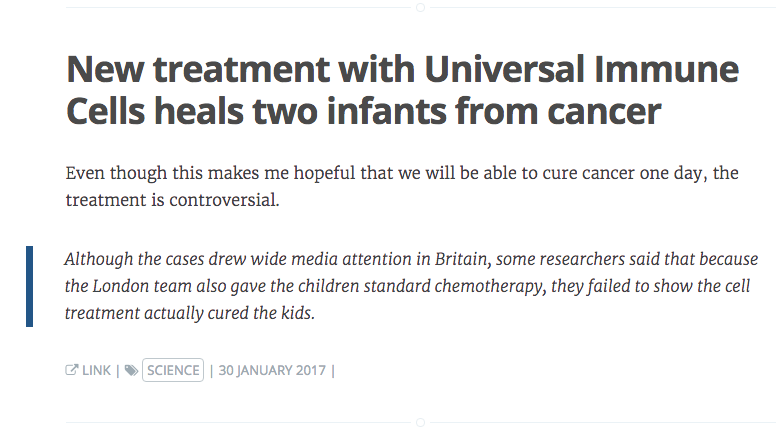 New treatment with Universal Immune
Cells heals two infants from cancer
Even though this makes me hopeful that we will be able to cure cancer one day, the
treatment is controversial.
Although the cases drew wide media attention in Britain, some researchers said that because
the London team also gave the children standard chemotherapy, they failed to show the cell
treatment actually cured the kids.
LINK | SCIENCE | 30 JANUARY 2017 |